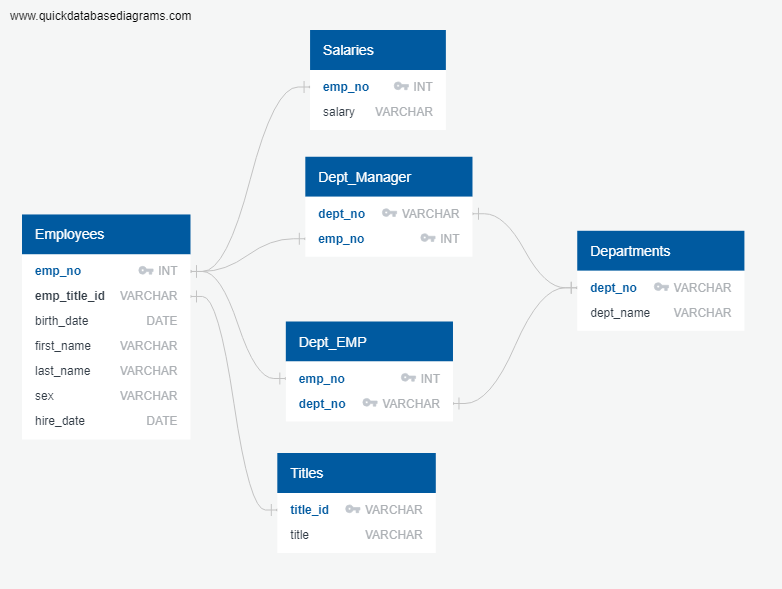 www.quickdatabasediagrams.com
Salaries
emp_no INT
salary VARCHAR
Dept_Manager
dept_no VARCHAR
emp_no INT
Employees
emp_no INT
emp_title_id VARCHAR
birth_date DATE
first_name VARCHAR
last_name VARCHAR
sex VARCHAR
hire_date DATE
Departments
dept_no VARCHAR
dept_name VARCHAR
Dept_EMP
emp_no INT
dept_no VARCHAR
Titles
title_id VARCHAR
title VARCHAR